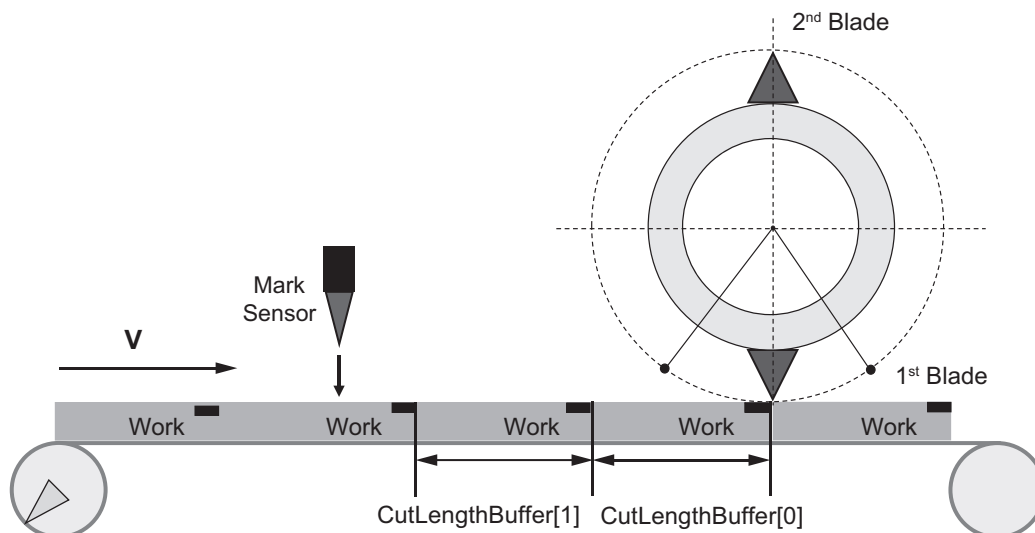 2nd Blade
Mark
Sensor
V
1st Blade
Work
Work
Work
Work
Work
CutLengthBuffer[1]
CutLengthBuffer[0]